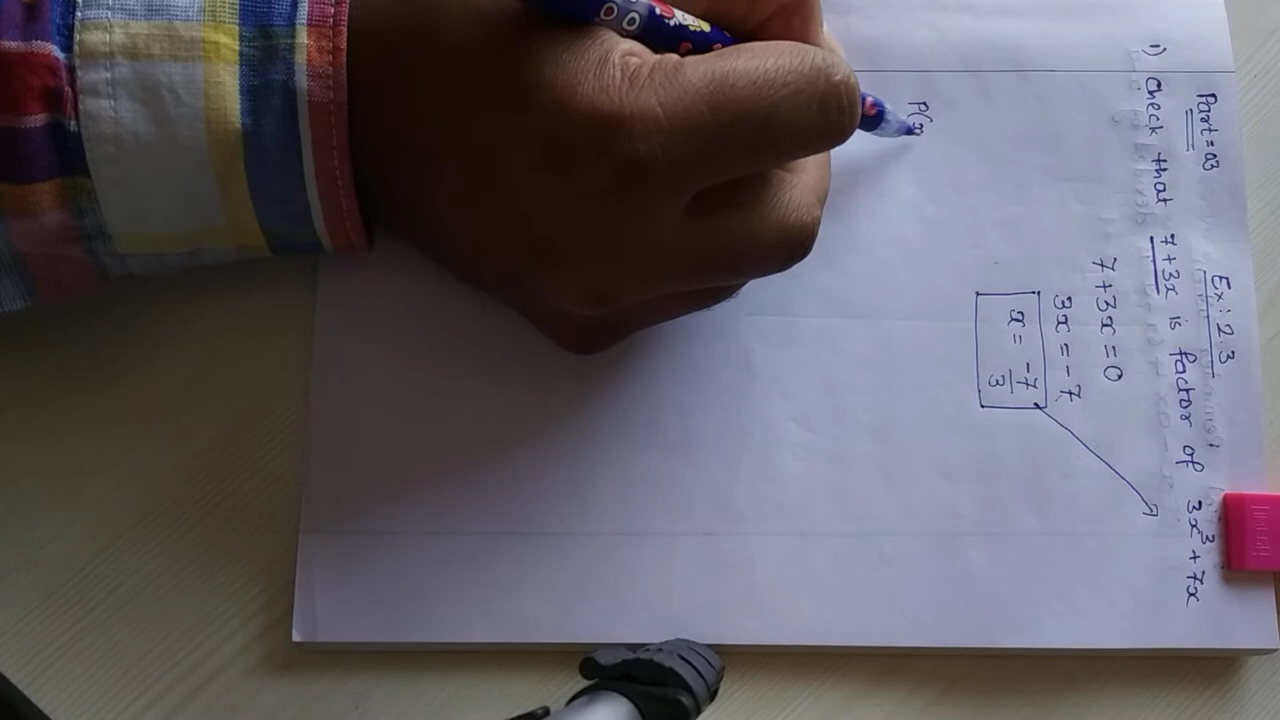 Ex: 2.3
Part = 03
1) Check that 7+3x is factor of 3x³ + 7x
7+3x = 0
3x = -7
x = -7/3
P(x